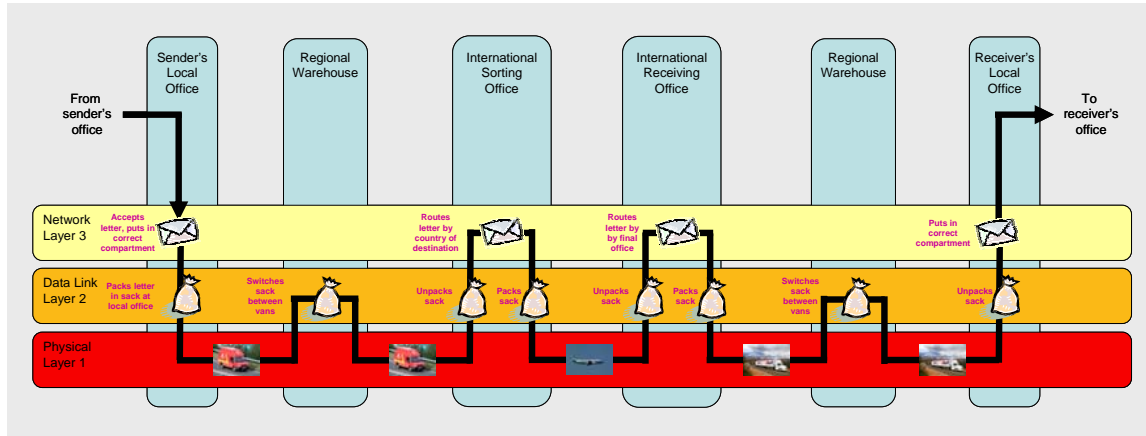 Sender's
Local
Office
Regional
Warehouse
International
Sorting
Office
International
Receiving
Office
Regional
Warehouse
Receiver's
Local
Office
From
sender's
office
To
receiver's
office
Network
Layer 3
Accepts
letter, puts in
correct
compartment
Routes
letter by
country of
destination
Routes
letter by
by final
office
Puts in
correct
compartment
Data Link
Layer 2
Packs letter
in sack at
local office
Switches
sack
between
vans
Unpacks
sack
Packs
sack
Unpacks
sack
Packs
sack
Switches
sack
between
vans
Unpacks
sack
Physical
Layer 1